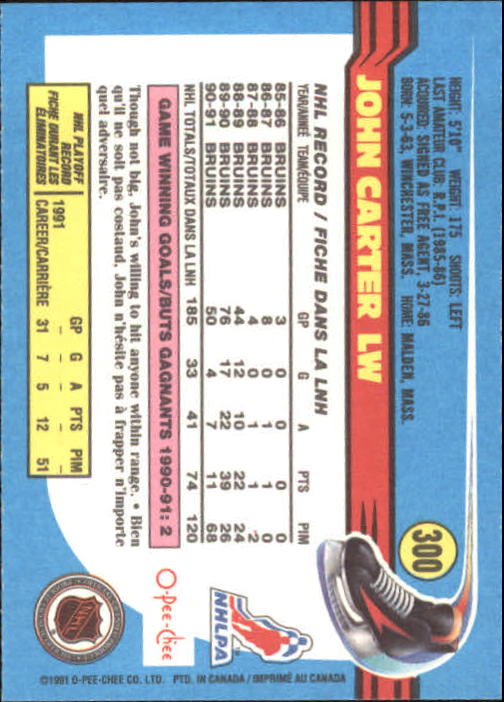 300
JOHN CARTER LW
HEIGHT: 5'10" WEIGHT: 175 SHOOTS: LEFT
LAST AMATEUR CLUB: R.P.I. (1985-86)
ACQUIRED: SIGNED AS FREE AGENT, 3-27-86
BORN: 5-3-63, WINCHESTER, MASS. HOME: MALDEN, MASS.
NHL RECORD / FICHE DANS LA LNH
YEAR/ANNÉE TEAM/ÉQUIPE GP G A PTS PIM
85-86 BRUINS 3 0 0 0 0
86-87 BRUINS 8 0 1 1 0
87-88 BRUINS 4 0 1 1 2
88-89 BRUINS 44 12 10 22 24
89-90 BRUINS 76 17 22 39 26
90-91 BRUINS 50 4 7 11 68
NHL TOTALS/TOTAUX DANS LA LNH 185 33 41 74 120
GAME WINNING GOALS/BUTS GAGNANTS 1990-91: 2
Though not big, John's willing to hit anyone within range. • Bien
qu'il ne soit pas costaud, John n'hésite pas à frapper n'importe
quel adversaire.
NHL PLAYOFF
RECORD
FICHE DURANT LES
ÉLIMINATOIRES
GP G A PTS PIM
1991 – – – – –
CAREER/CARRIÈRE 31 7 5 12 51
NHLPA
O-Pee-Chee
NHL
©1991 O-PEE-CHEE CO. LTD. PTD. IN CANADA / IMPRIMÉ AU CANADA